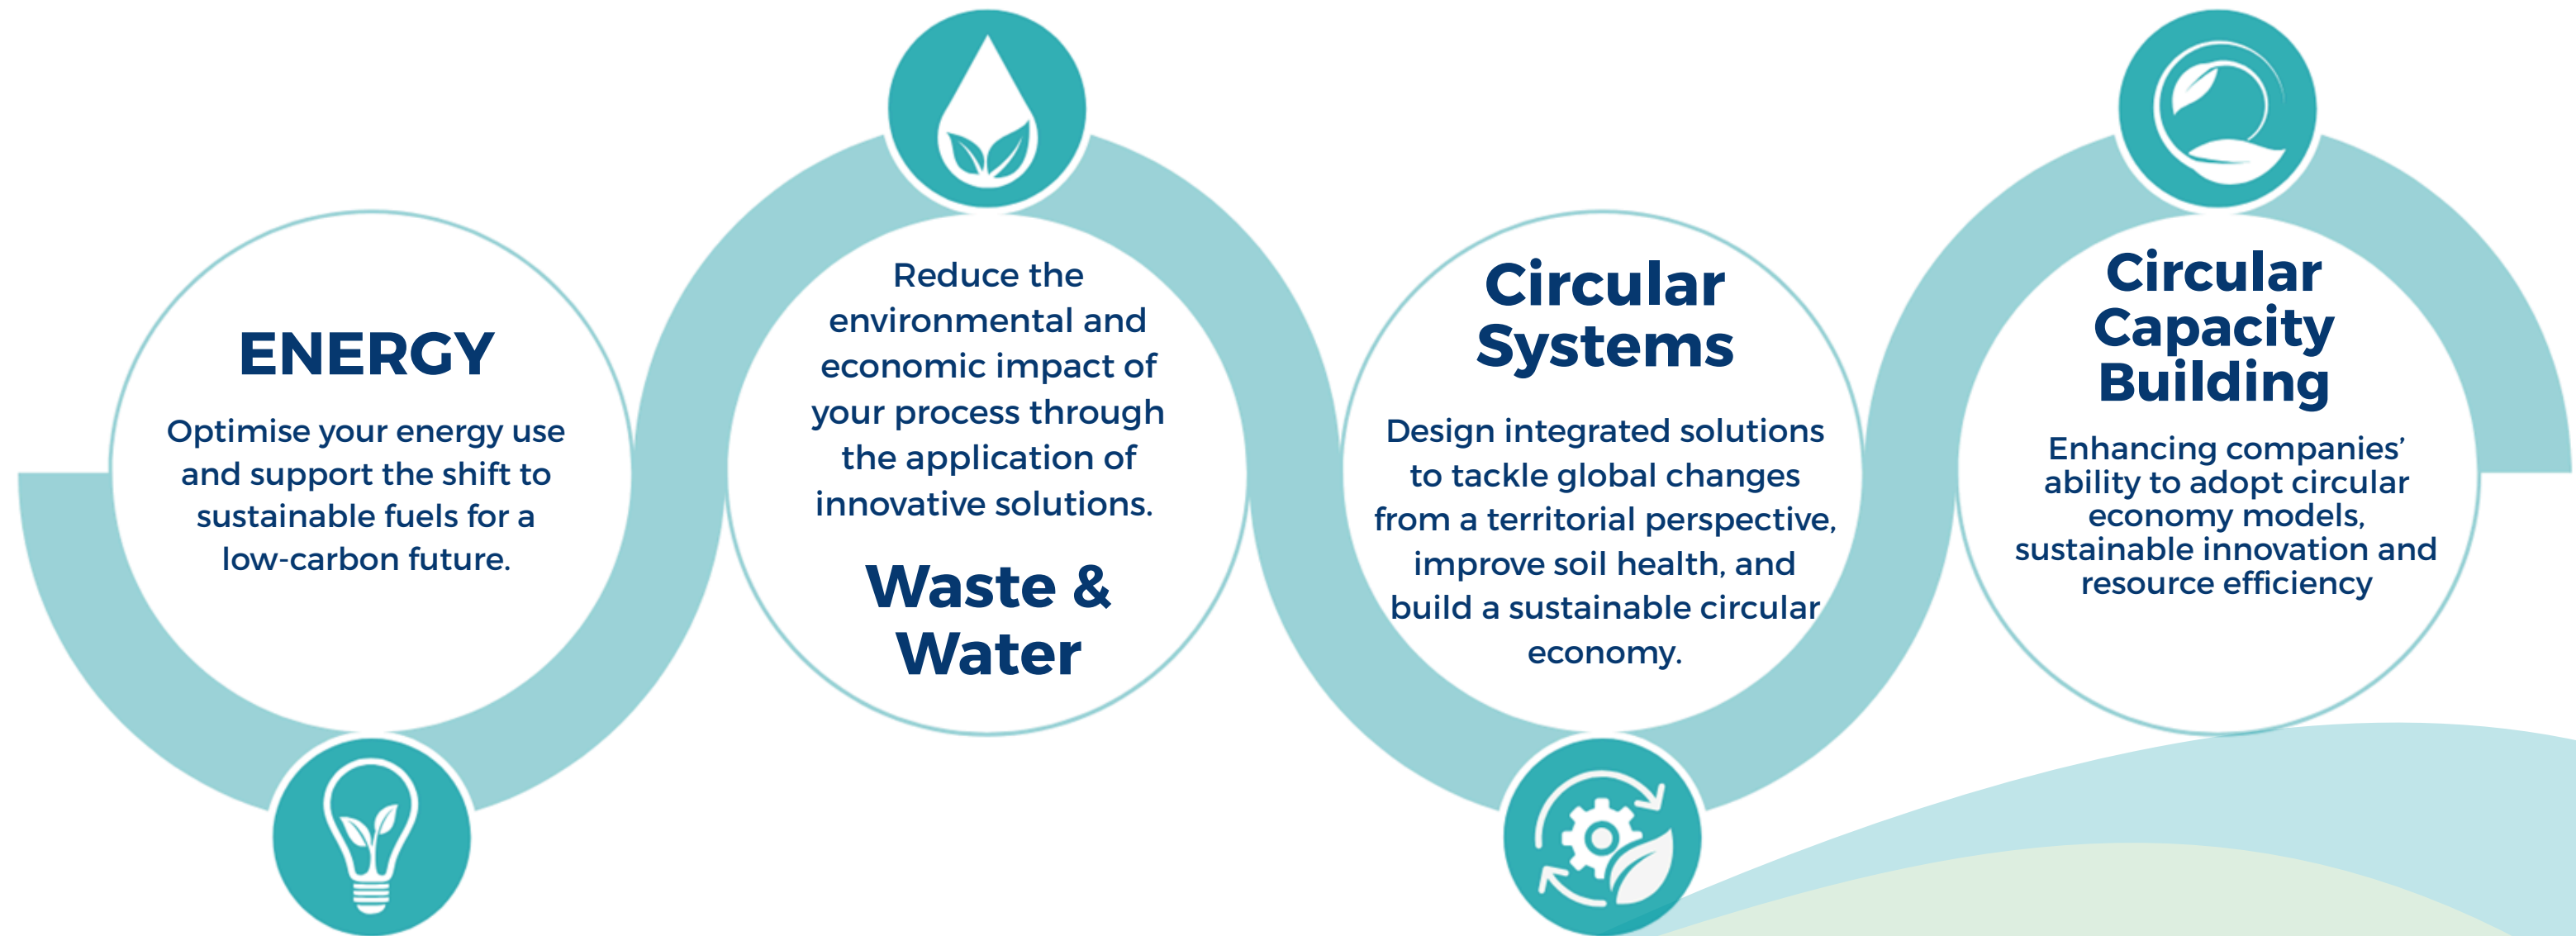 ENERGY
Optimise your energy use
and support the shift to
sustainable fuels for a
low-carbon future.
Reduce the
environmental and
economic impact of
your process through
the application of
innovative solutions.
Waste &
Water
Circular
Systems
Design integrated solutions
to tackle global changes
from a territorial perspective,
improve soil health, and
build a sustainable circular
economy.
Circular
Capacity
Building
Enhancing companies’
ability to adopt circular
economy models,
sustainable innovation and
resource efficiency